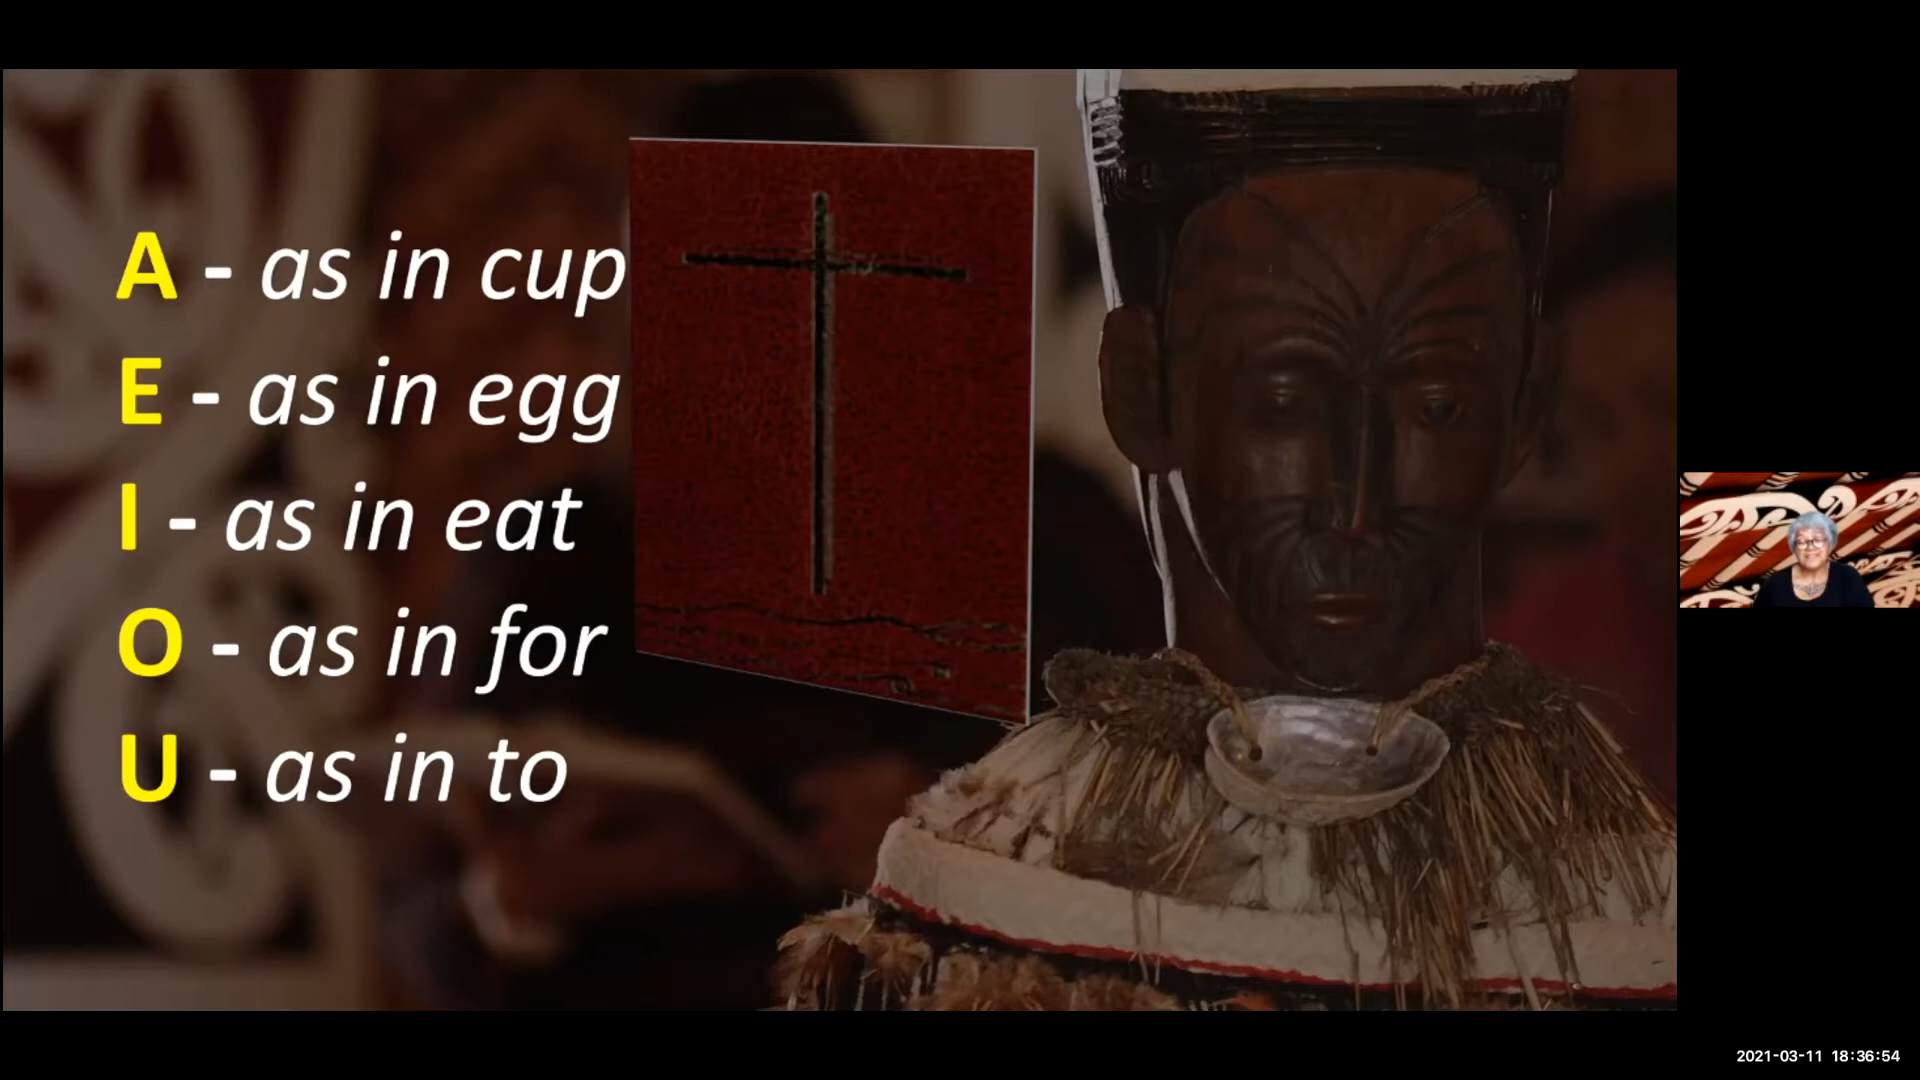 A - as in cup
E - as in egg
I - as in eat
O - as in for
U - as in to
2021-03-11 18:36:54